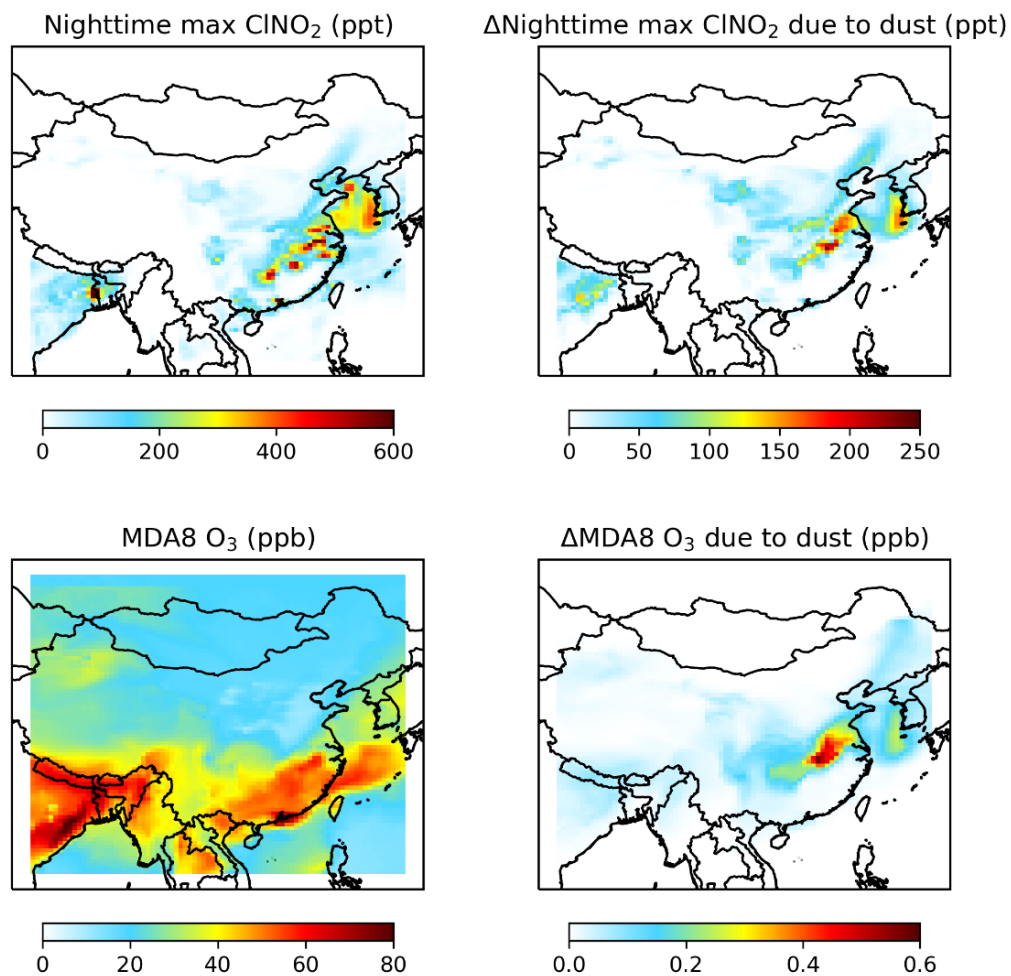 Nighttime max ClNO₂ (ppt)
ΔNighttime max ClNO₂ due to dust (ppt)
0 200 400 600
0 50 100 150 200 250
MDA8 O₃ (ppb)
ΔMDA8 O₃ due to dust (ppb)
0 20 40 60 80
0.0 0.2 0.4 0.6